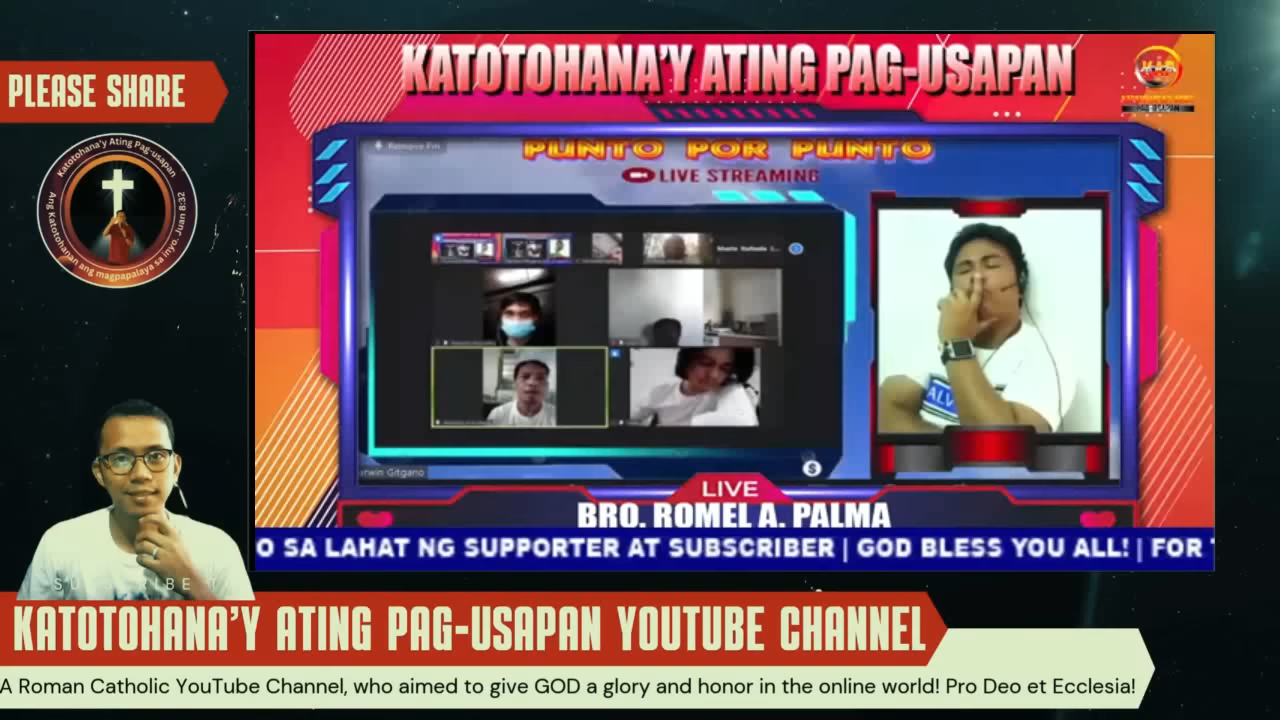 PLEASE SHARE
Katotohana'y Ating Pag-usapan
Ang Katotohanan ang magpapalaya sa inyo. Juan 8:32
KATOTOHANA'Y ATING PAG-USAPAN
PUNTO POR PUNTO
LIVE STREAMING
ALV
rwin Gitgano
LIVE
BRO. ROMEL A. PALMA
O SA LAHAT NG SUPPORTER AT SUBSCRIBER | GOD BLESS YOU ALL! | FOR
KATOTOHANA'Y ATING PAG-USAPAN YOUTUBE CHANNEL
A Roman Catholic YouTube Channel, who aimed to give GOD a glory and honor in the online world! Pro Deo et Ecclesia!